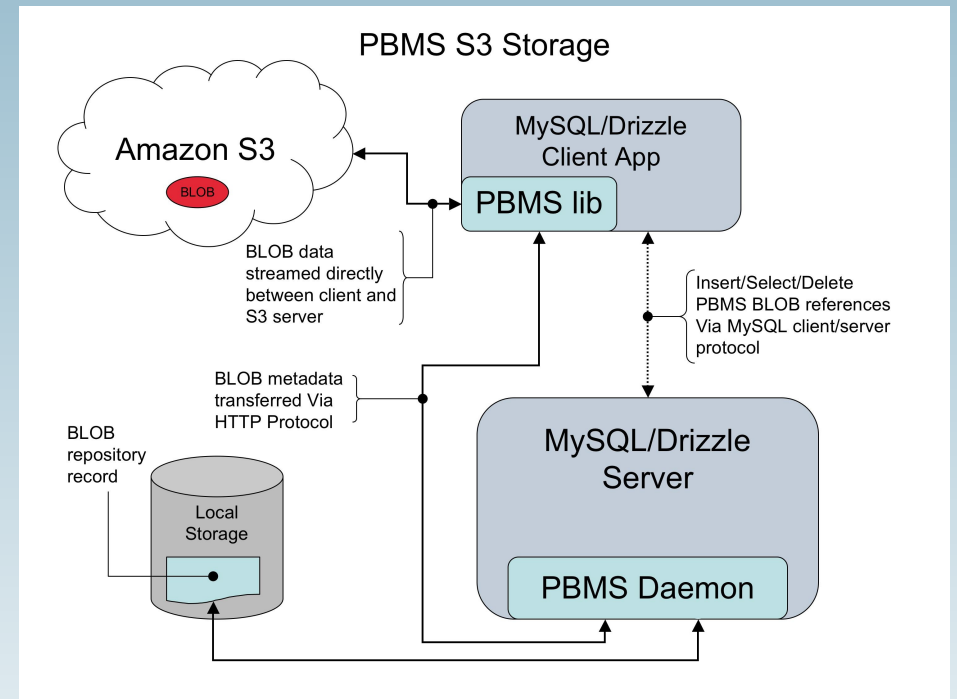 PBMS S3 Storage
Amazon S3
BLOB
MySQL/Drizzle
Client App
PBMS lib
BLOB data
streamed directly
between client and
S3 server
Insert/Select/Delete
PBMS BLOB references
Via MySQL client/server
protocol
BLOB metadata
transferred Via
HTTP Protocol
BLOB
repository
record
Local
Storage
MySQL/Drizzle
Server
PBMS Daemon